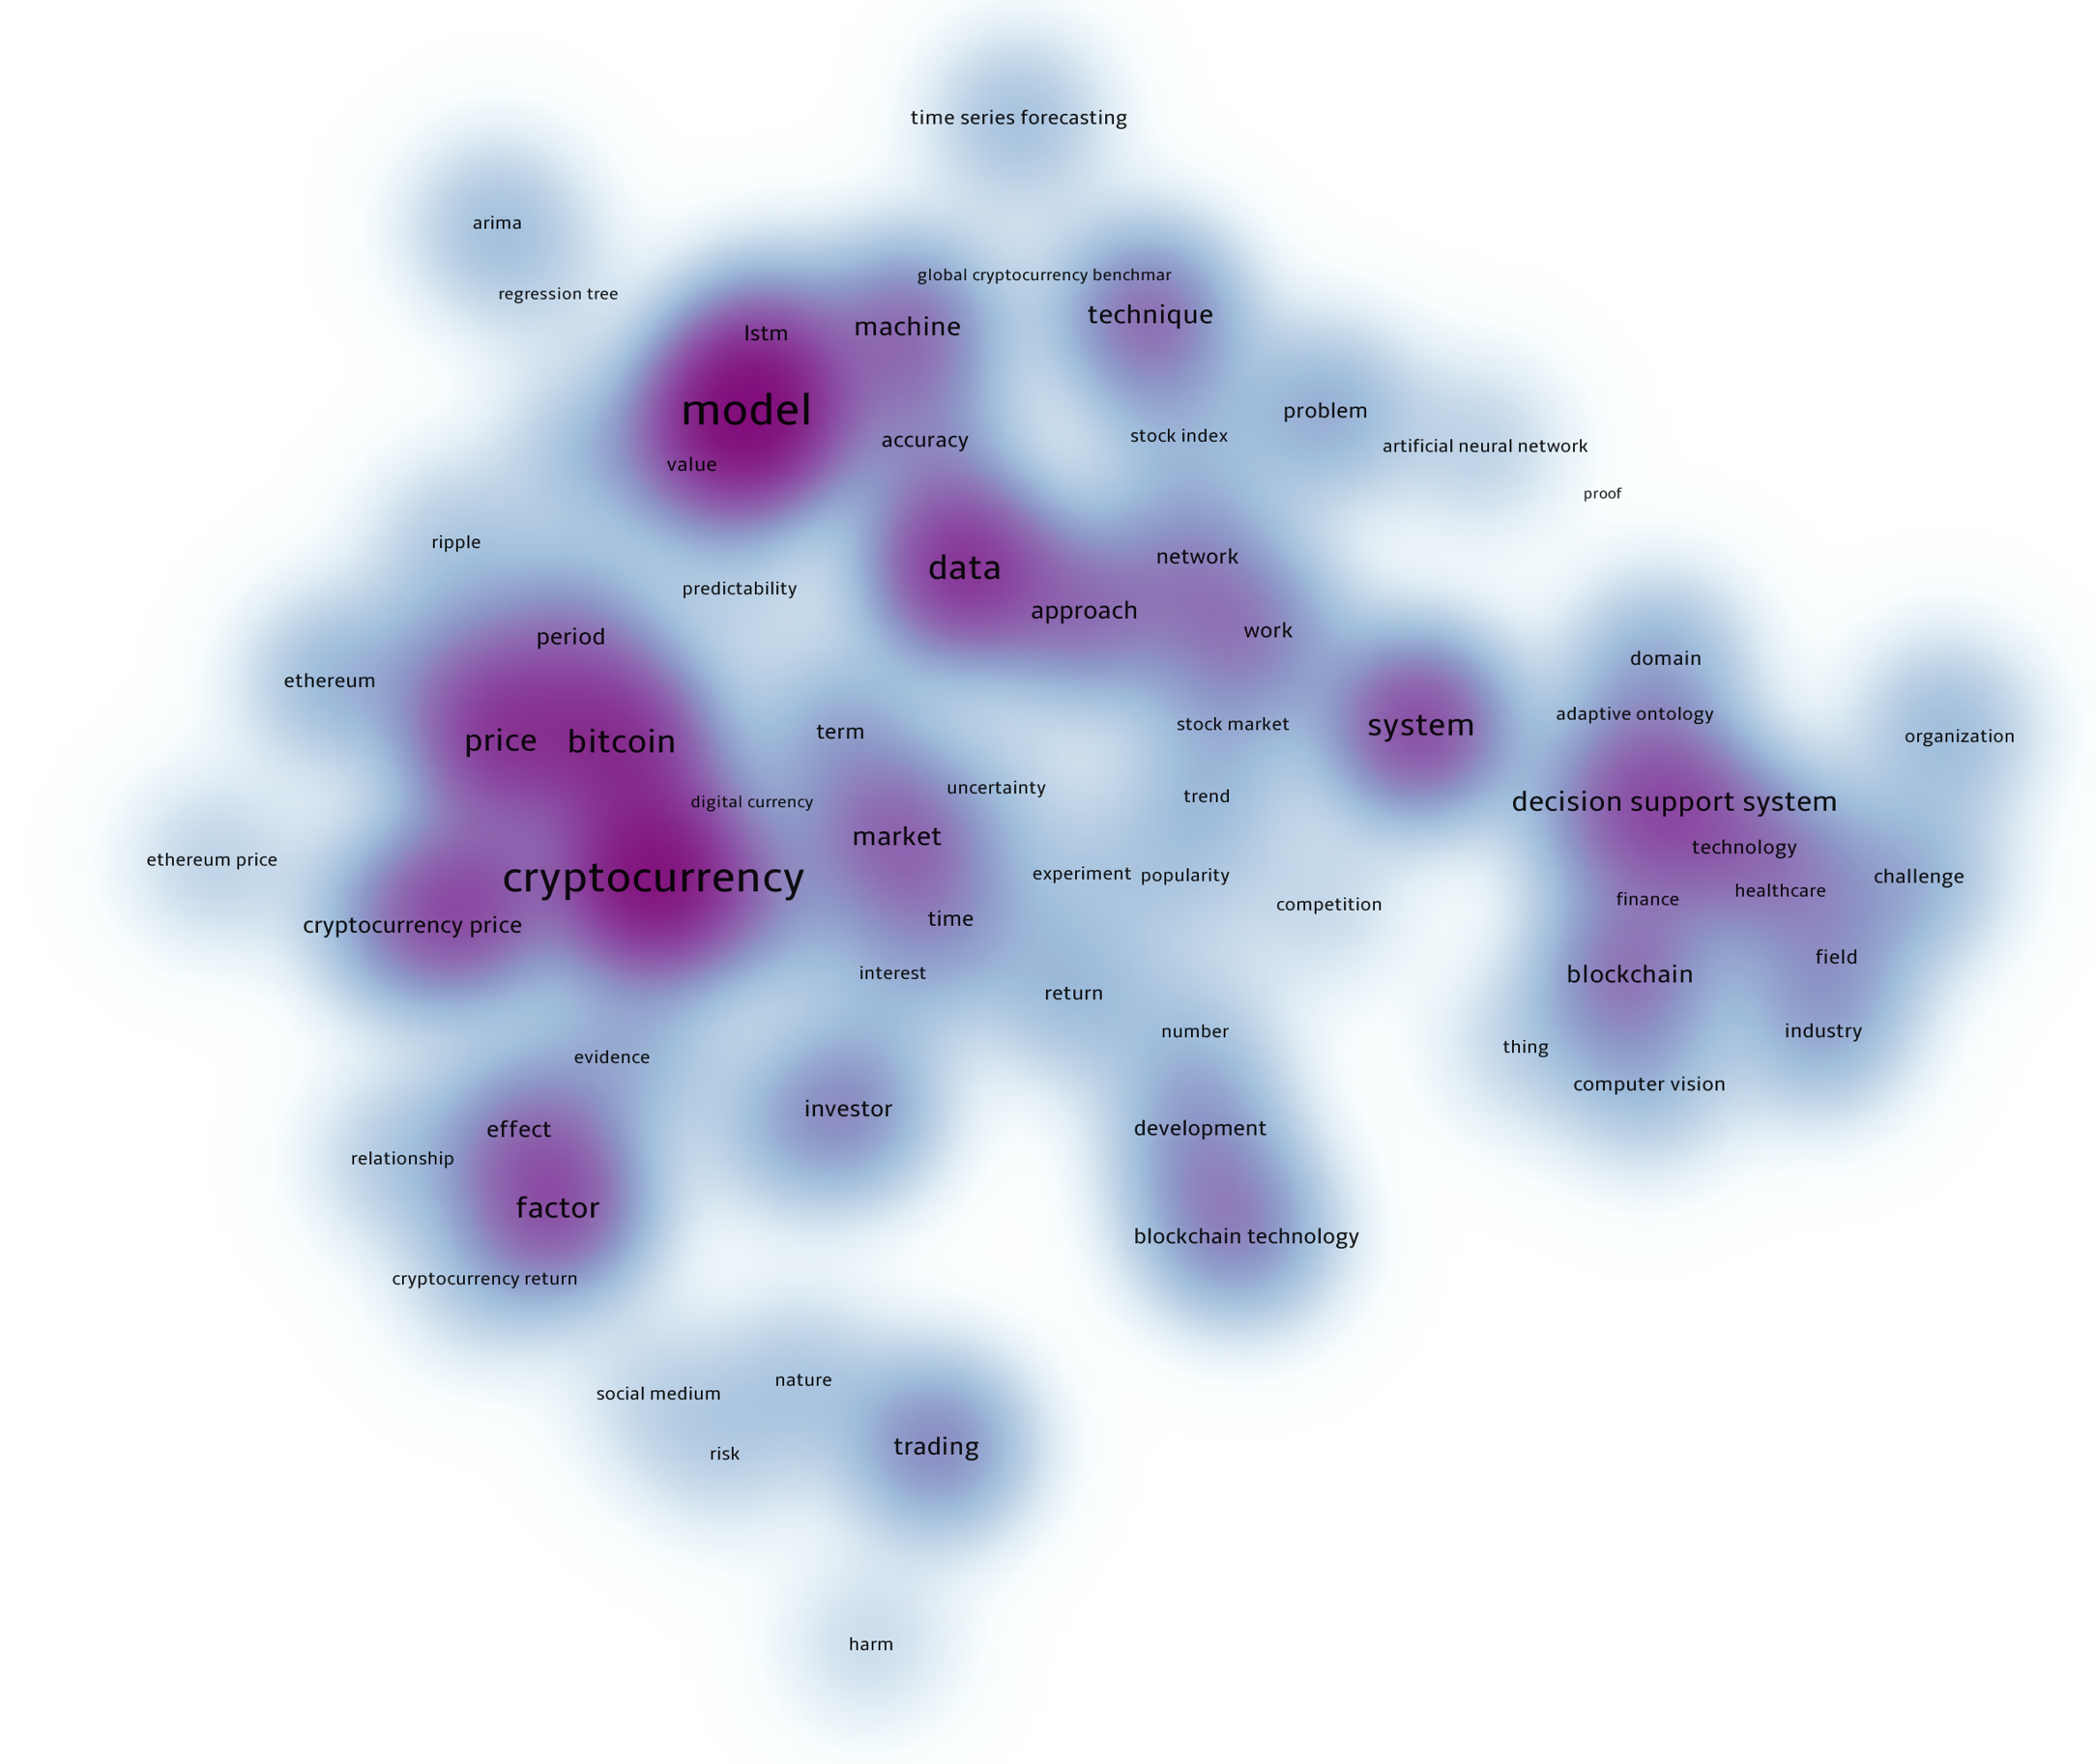 time series forecasting
arima
global cryptocurrency benchmar
regression tree
technique
machine
lstm
model
problem
stock index
accuracy
artificial neural network
value
proof
ripple
network
data
predictability
approach
work
period
domain
ethereum
adaptive ontology
stock market
system
term
organization
price
bitcoin
uncertainty
trend
digital currency
decision support system
market
technology
ethereum price
experiment
popularity
cryptocurrency
challenge
healthcare
finance
competition
time
cryptocurrency price
field
interest
blockchain
return
number
industry
thing
evidence
computer vision
investor
development
effect
relationship
factor
blockchain technology
cryptocurrency return
nature
social medium
trading
risk
harm